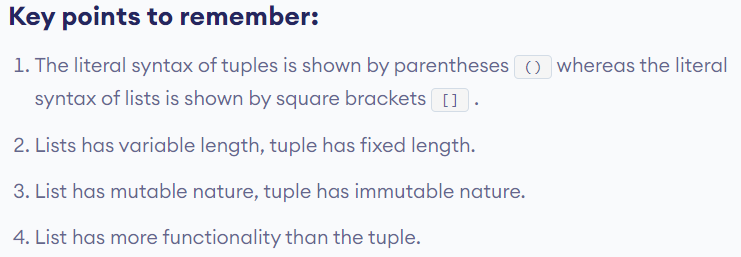 Key points to remember:
1. The literal syntax of tuples is shown by parentheses () whereas the literal
syntax of lists is shown by square brackets [] .
2. Lists has variable length, tuple has fixed length.
3. List has mutable nature, tuple has immutable nature.
4. List has more functionality than the tuple.